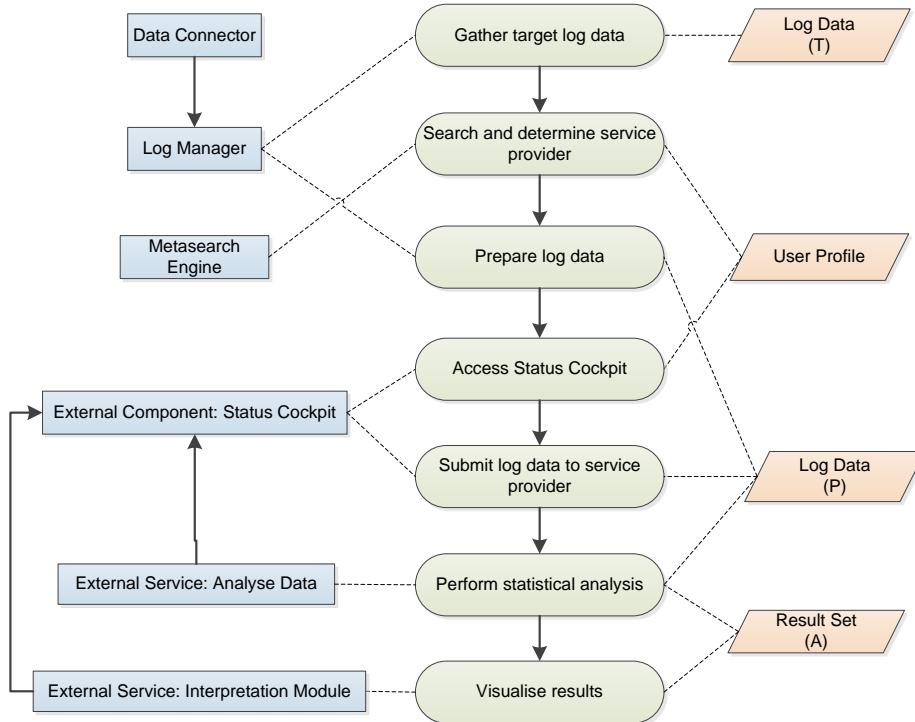 Data Connector
Gather target log data
Log Data
(T)
Log Manager
Search and determine service
provider
Metasearch
Engine
Prepare log data
User Profile
Access Status Cockpit
External Component: Status Cockpit
Submit log data to service
provider
Log Data
(P)
External Service: Analyse Data
Perform statistical analysis
Result Set
(A)
External Service: Interpretation Module
Visualise results